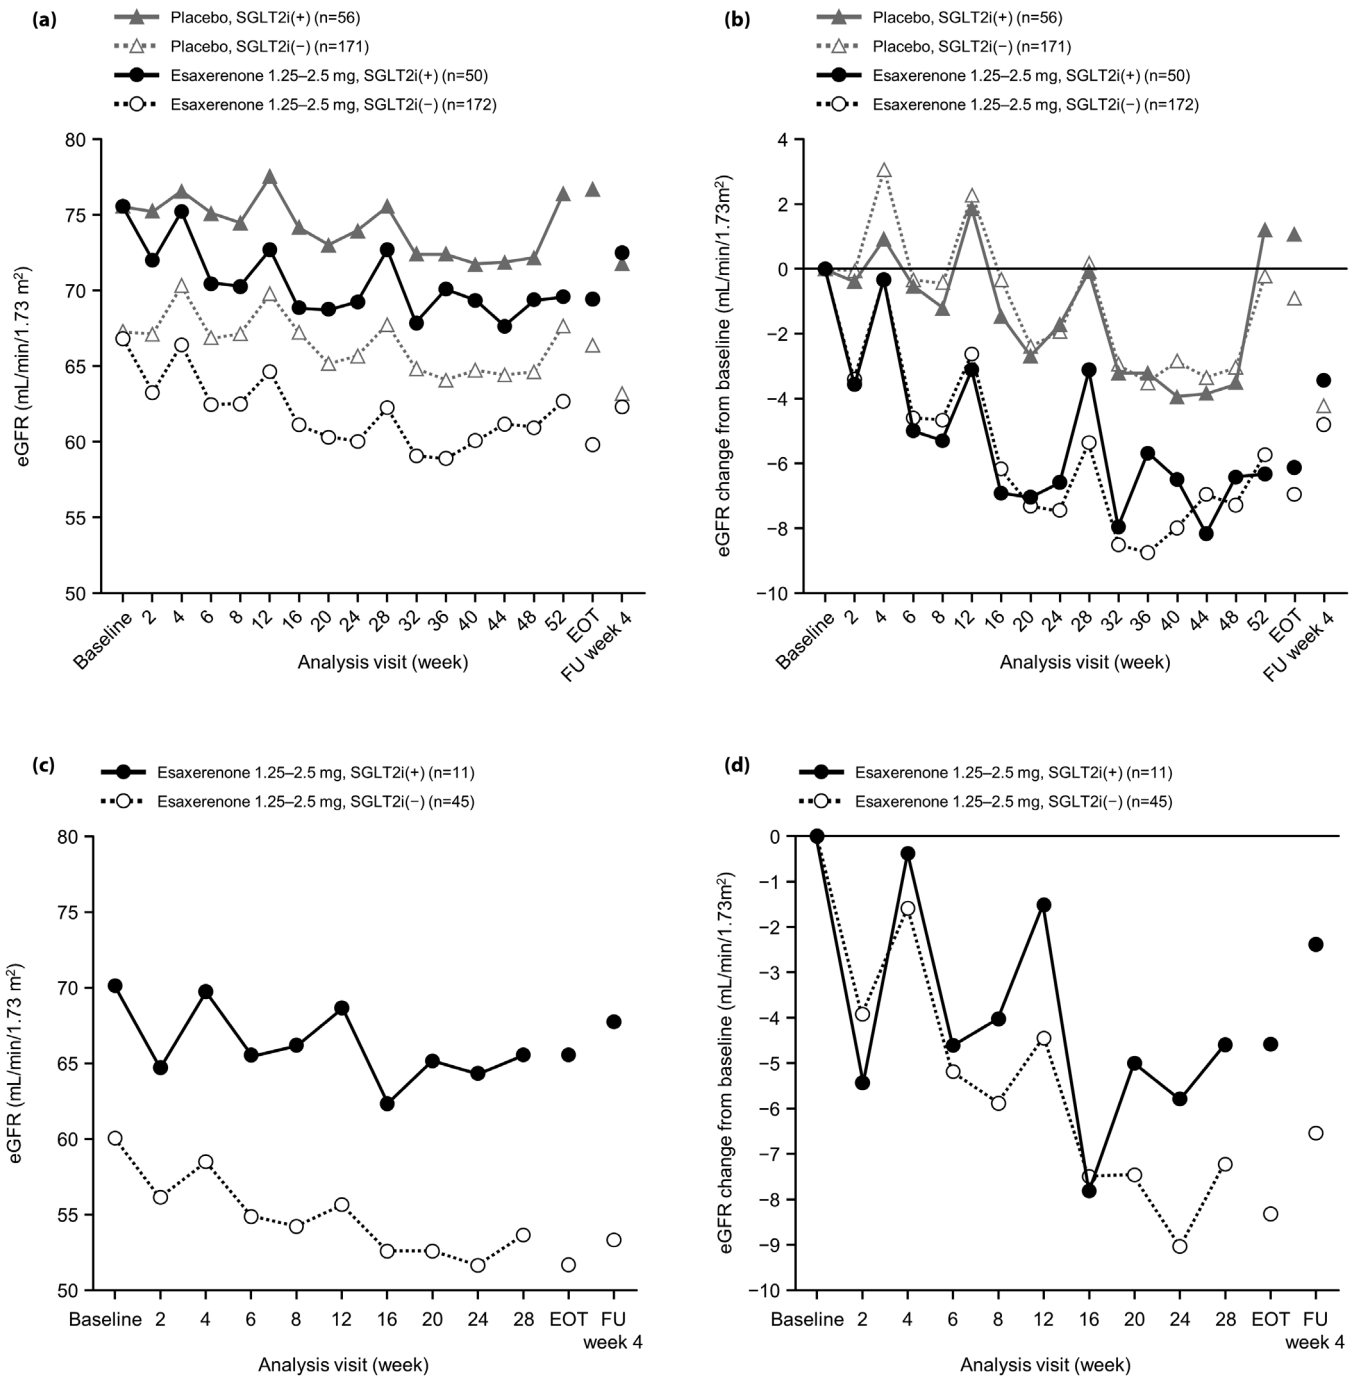 (a)
Placebo, SGLT2i(+) (n=56)
Placebo, SGLT2i(−) (n=171)
Esaxerenone 1.25–2.5 mg, SGLT2i(+) (n=50)
Esaxerenone 1.25–2.5 mg, SGLT2i(−) (n=172)
eGFR (mL/min/1.73 m²)
80
75
70
65
60
55
50
Baseline 2 4 6 8 12 16 20 24 28 32 36 40 44 48 52 EOT FU week 4
Analysis visit (week)
(b)
Placebo, SGLT2i(+) (n=56)
Placebo, SGLT2i(−) (n=171)
Esaxerenone 1.25–2.5 mg, SGLT2i(+) (n=50)
Esaxerenone 1.25–2.5 mg, SGLT2i(−) (n=172)
eGFR change from baseline (mL/min/1.73m²)
4
2
0
−2
−4
−6
−8
−10
Baseline 2 4 6 8 12 16 20 24 28 32 36 40 44 48 52 EOT FU week 4
Analysis visit (week)
(c)
Esaxerenone 1.25–2.5 mg, SGLT2i(+) (n=11)
Esaxerenone 1.25–2.5 mg, SGLT2i(−) (n=45)
eGFR (mL/min/1.73 m²)
80
75
70
65
60
55
50
Baseline 2 4 6 8 12 16 20 24 28 EOT FU
week 4
Analysis visit (week)
(d)
Esaxerenone 1.25–2.5 mg, SGLT2i(+) (n=11)
Esaxerenone 1.25–2.5 mg, SGLT2i(−) (n=45)
eGFR change from baseline (mL/min/1.73m²)
0
−1
−2
−3
−4
−5
−6
−7
−8
−9
−10
Baseline 2 4 6 8 12 16 20 24 28 EOT FU
week 4
Analysis visit (week)